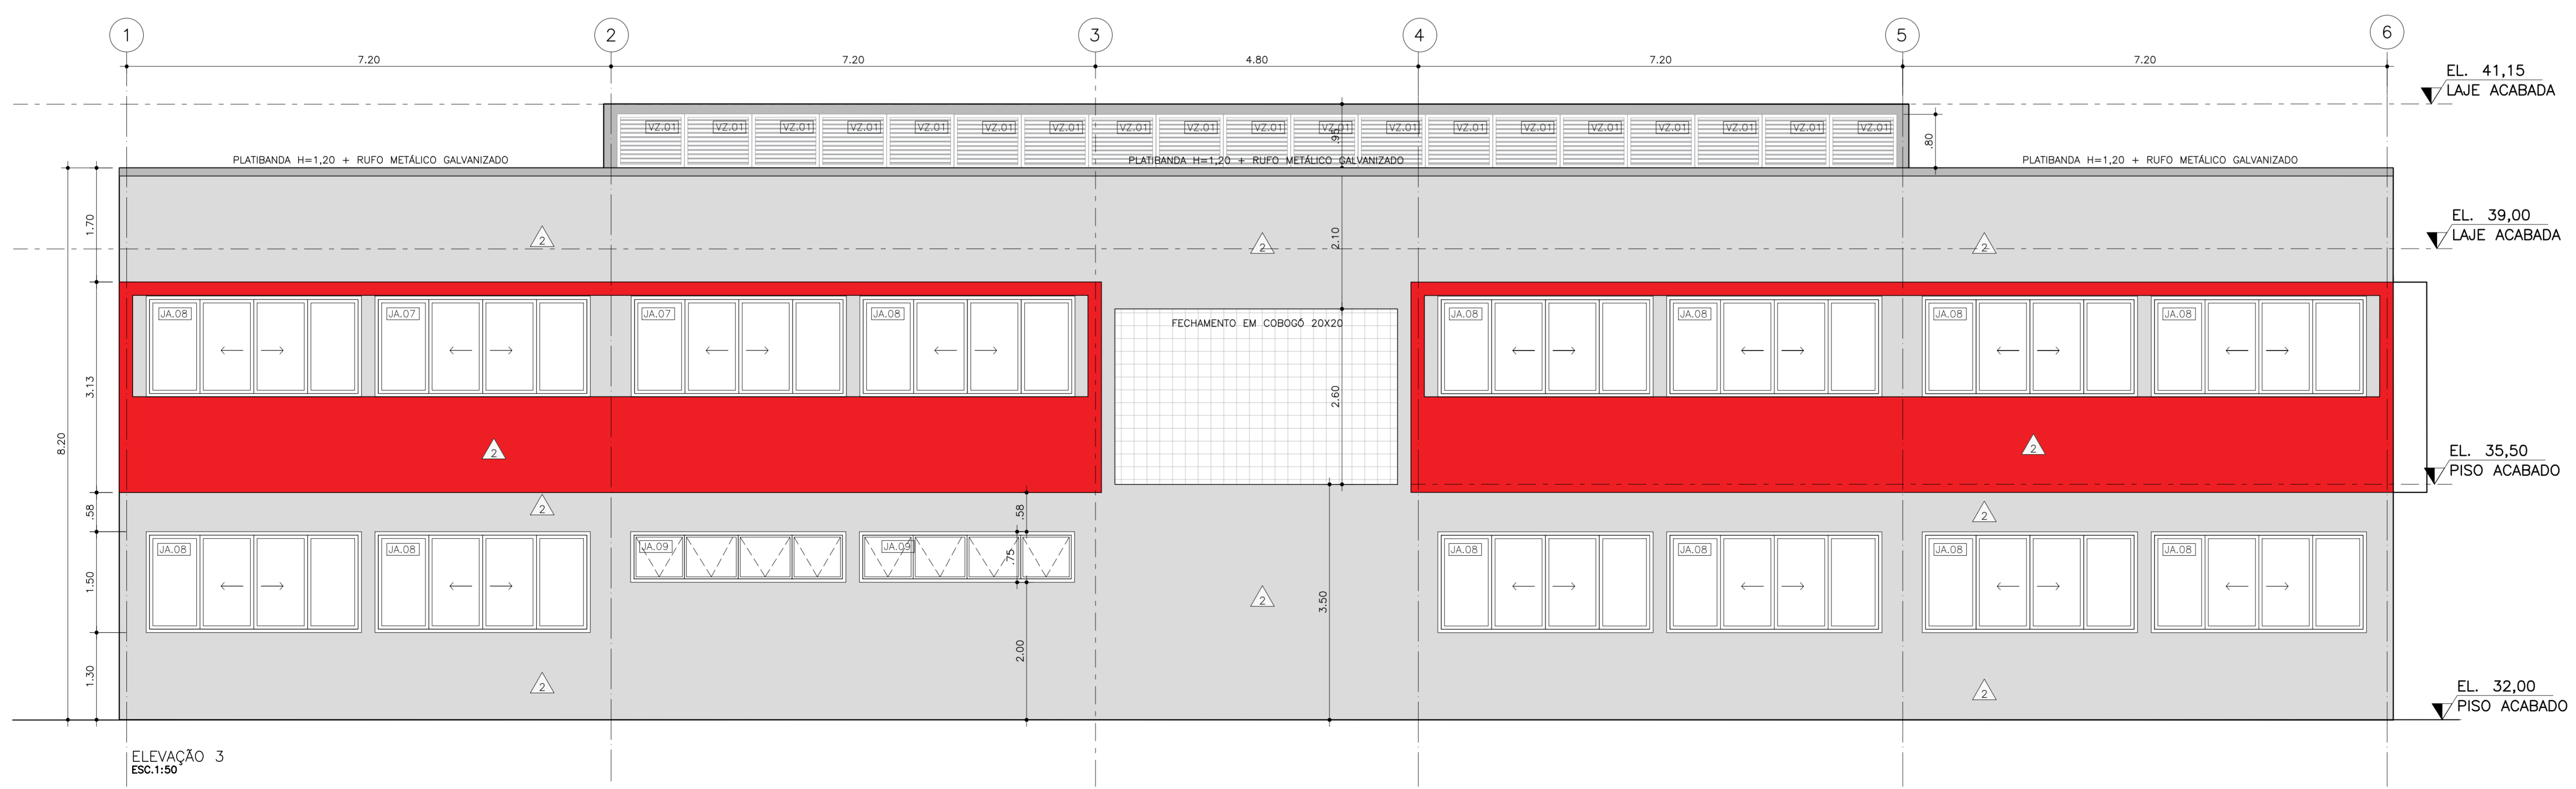 1 2 3 4 5 6
7.20 7.20 4.80 7.20 7.20
EL. 41,15
LAJE ACABADA
VZ.01 VZ.01 VZ.01 VZ.01 VZ.01 VZ.01 VZ.01 VZ.01 VZ.01 VZ.01 VZ.01 VZ.01 VZ.01 VZ.01 VZ.01 VZ.01 VZ.01 VZ.01 VZ.01
.95
.80
PLATIBANDA H=1,20 + RUFO METÁLICO GALVANIZADO
PLATIBANDA H=1,20 + RUFO METÁLICO GALVANIZADO
PLATIBANDA H=1,20 + RUFO METÁLICO GALVANIZADO
1.70
2
2
2
2.10
EL. 39,00
LAJE ACABADA
JA.08 JA.07 JA.07 JA.08 JA.08 JA.08 JA.08 JA.08
FECHAMENTO EM COBOGÓ 20X20
3.13
2.60
8.20
2
2
EL. 35,50
PISO ACABADO
.58
2
.58
2
JA.08 JA.08 JA.09 JA.09 JA.08 JA.08 JA.08 JA.08
.75
1.50
2
3.50
2.00
1.30
2
2
EL. 32,00
PISO ACABADO
ELEVAÇÃO 3
ESC.1:50